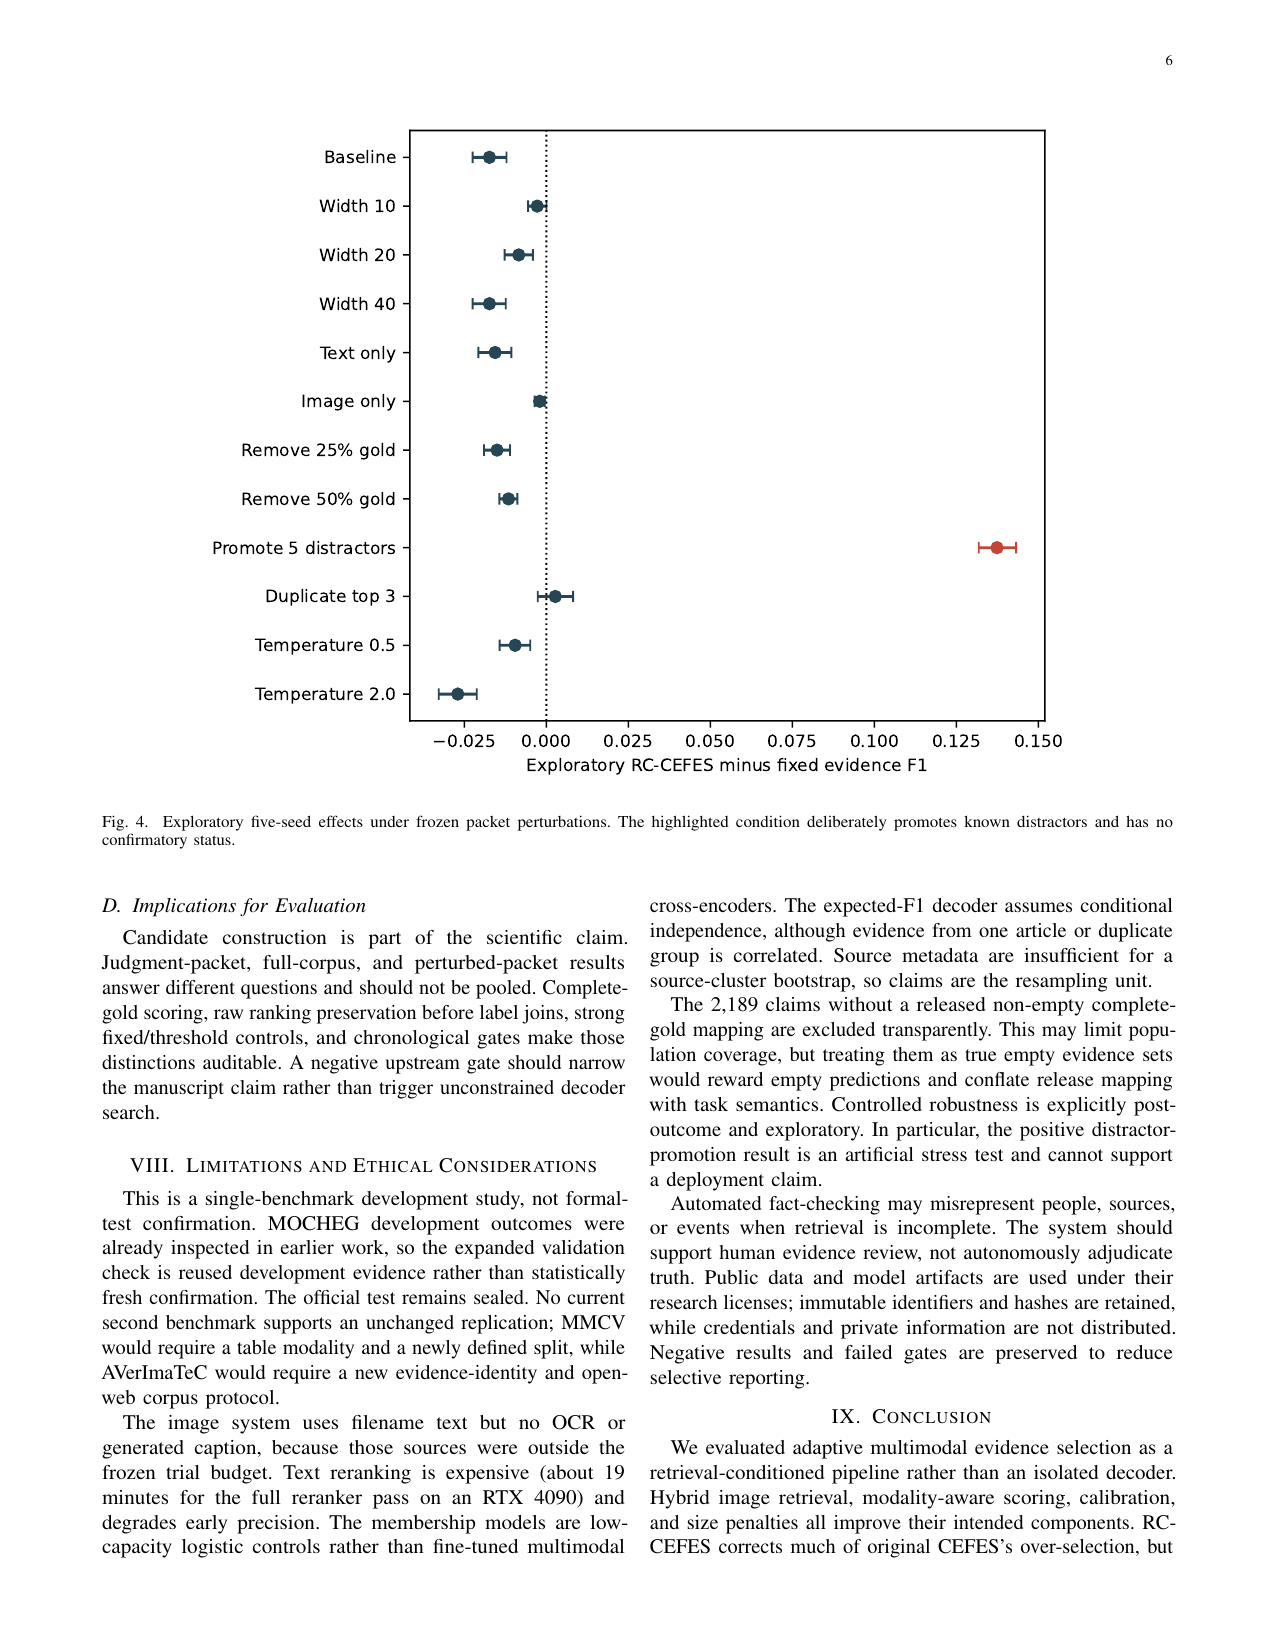 6
Baseline
Width 10
Width 20
Width 40
Text only
Image only
Remove 25% gold
Remove 50% gold
Promote 5 distractors
Duplicate top 3
Temperature 0.5
Temperature 2.0
−0.025 0.000 0.025 0.050 0.075 0.100 0.125 0.150
Exploratory RC-CEFES minus fixed evidence F1
Fig. 4. Exploratory five-seed effects under frozen packet perturbations. The highlighted condition deliberately promotes known distractors and has no
confirmatory status.
D. Implications for Evaluation
Candidate construction is part of the scientific claim.
Judgment-packet, full-corpus, and perturbed-packet results
answer different questions and should not be pooled. Complete-
gold scoring, raw ranking preservation before label joins, strong
fixed/threshold controls, and chronological gates make those
distinctions auditable. A negative upstream gate should narrow
the manuscript claim rather than trigger unconstrained decoder
search.
VIII. LIMITATIONS AND ETHICAL CONSIDERATIONS
This is a single-benchmark development study, not formal-
test confirmation. MOCHEG development outcomes were
already inspected in earlier work, so the expanded validation
check is reused development evidence rather than statistically
fresh confirmation. The official test remains sealed. No current
second benchmark supports an unchanged replication; MMCV
would require a table modality and a newly defined split, while
AVerImaTeC would require a new evidence-identity and open-
web corpus protocol.
The image system uses filename text but no OCR or
generated caption, because those sources were outside the
frozen trial budget. Text reranking is expensive (about 19
minutes for the full reranker pass on an RTX 4090) and
degrades early precision. The membership models are low-
capacity logistic controls rather than fine-tuned multimodal
cross-encoders. The expected-F1 decoder assumes conditional
independence, although evidence from one article or duplicate
group is correlated. Source metadata are insufficient for a
source-cluster bootstrap, so claims are the resampling unit.
The 2,189 claims without a released non-empty complete-
gold mapping are excluded transparently. This may limit popu-
lation coverage, but treating them as true empty evidence sets
would reward empty predictions and conflate release mapping
with task semantics. Controlled robustness is explicitly post-
outcome and exploratory. In particular, the positive distractor-
promotion result is an artificial stress test and cannot support
a deployment claim.
Automated fact-checking may misrepresent people, sources,
or events when retrieval is incomplete. The system should
support human evidence review, not autonomously adjudicate
truth. Public data and model artifacts are used under their
research licenses; immutable identifiers and hashes are retained,
while credentials and private information are not distributed.
Negative results and failed gates are preserved to reduce
selective reporting.
IX. CONCLUSION
We evaluated adaptive multimodal evidence selection as a
retrieval-conditioned pipeline rather than an isolated decoder.
Hybrid image retrieval, modality-aware scoring, calibration,
and size penalties all improve their intended components. RC-
CEFES corrects much of original CEFES's over-selection, but